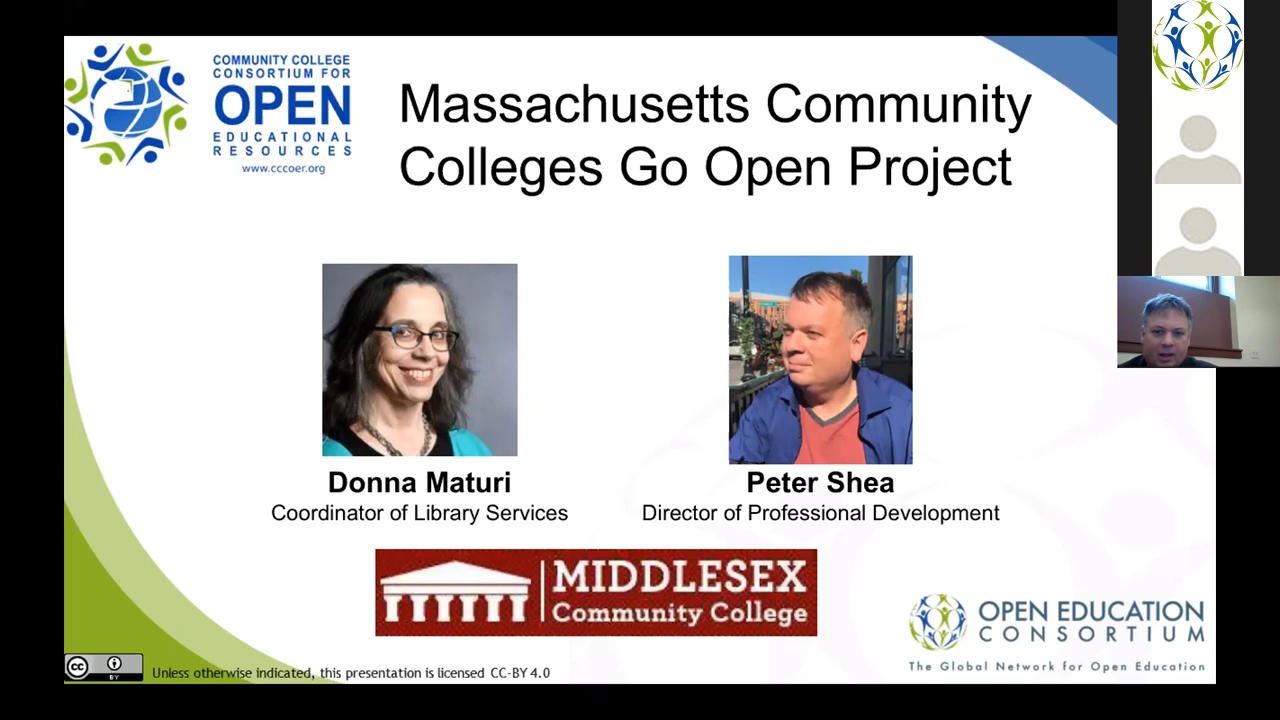 COMMUNITY COLLEGE
CONSORTIUM FOR
OPEN
EDUCATIONAL
RESOURCES
www.cccoer.org
Massachusetts Community
Colleges Go Open Project
Donna Maturi
Coordinator of Library Services
Peter Shea
Director of Professional Development
MIDDLESEX
Community College
OPEN EDUCATION
CONSORTIUM
The Global Network for Open Education
cc
BY
Unless otherwise indicated, this presentation is licensed CC-BY 4.0